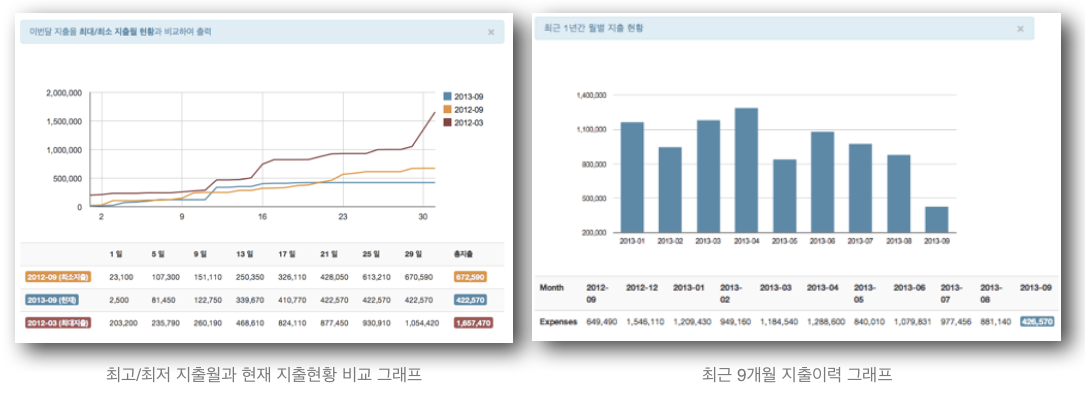 이번달 지출을 최대/최소 지출월 현황과 비교하여 출력 ×
2,000,000
1,500,000
1,000,000
500,000
0
2 9 16 23 30
2013-09
2012-09
2012-03
1 일 5 일 9 일 13 일 17 일 21 일 25 일 29 일 총지출
2012-09 (최소지출) 23,100 107,300 151,110 250,350 326,110 428,050 613,210 670,590 672,590
2013-09 (현재) 2,500 81,450 122,750 339,670 410,770 422,570 422,570 422,570 422,570
2012-03 (최대지출) 203,200 235,790 260,190 468,610 824,110 877,450 930,910 1,054,420 1,657,470
최고/최저 지출월과 현재 지출현황 비교 그래프
최근 1년간 월별 지출 현황 ×
1,400,000
1,100,000
800,000
500,000
200,000
2013-01 2013-02 2013-03 2013-04 2013-05 2013-06 2013-07 2013-08 2013-09
Month 2012-09 2012-12 2013-01 2013-02 2013-03 2013-04 2013-05 2013-06 2013-07 2013-08 2013-09
Expenses 649,490 1,546,110 1,209,430 949,160 1,184,540 1,288,600 840,010 1,079,831 977,456 881,140 426,570
최근 9개월 지출이력 그래프